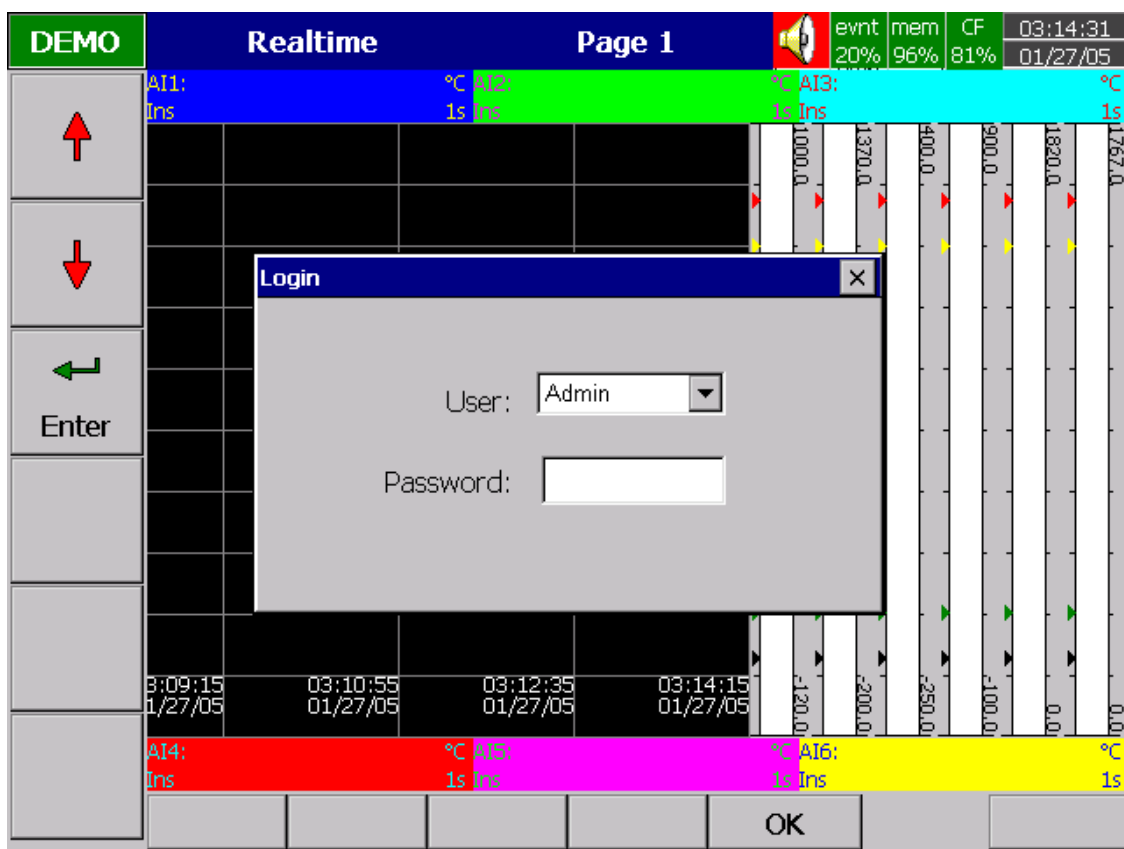 DEMO Realtime Page 1 evnt 20% mem 96% CF 81% 03:14:31 01/27/05
AI1: °C AI2: °C AI3: °C
Ins 1s Ins 1s Ins 1s
1000.0 1370.0 400.0 900.0 1820.0 1767.0
Login
User: Admin
Enter
Password:
3:09:15 03:10:55 03:12:35 03:14:15
1/27/05 01/27/05 01/27/05 01/27/05
-120.0 -200.0 -250.0 -100.0 0.0 0.0
AI4: °C AI5: °C AI6: °C
Ins 1s Ins 1s Ins 1s
OK